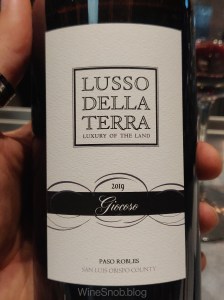 LUSSO
DELLA
TERRA
LUXURY OF THE LAND
2019
Giocoso
PASO ROBLES
SAN LUIS OBISPO COUNTY
WineSnob.blog